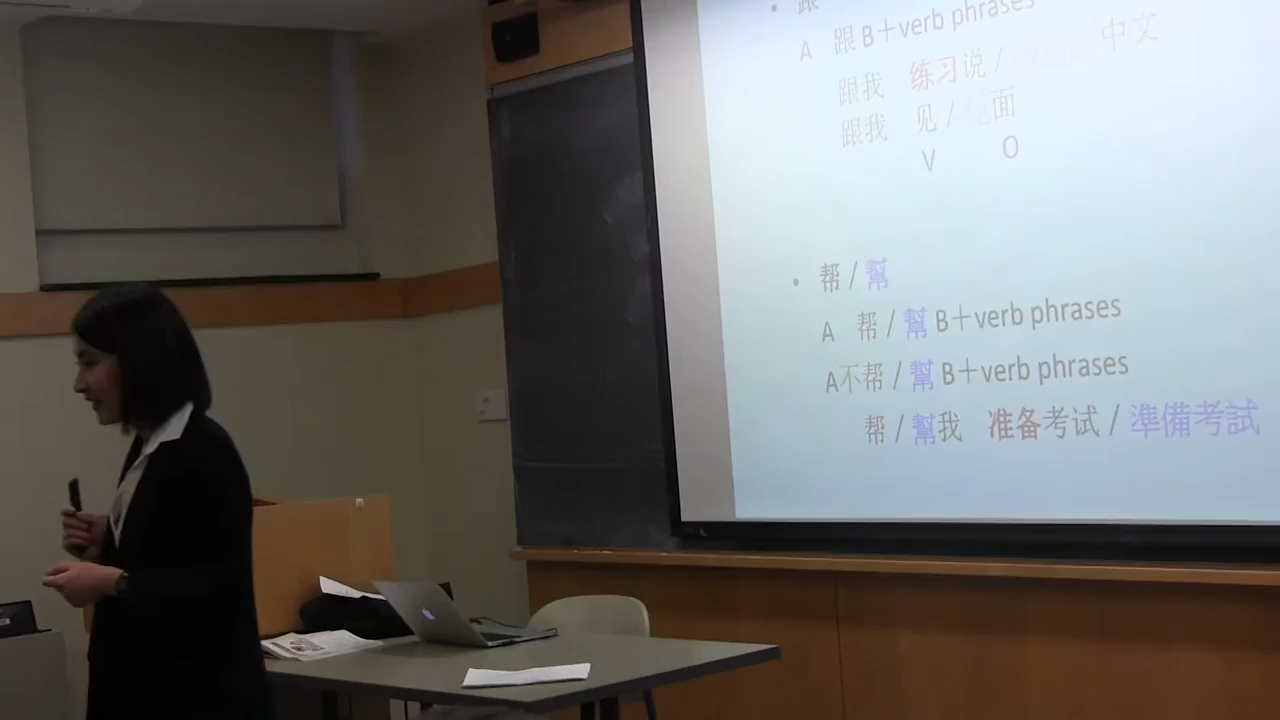 • 跟
A 跟 B+verb phrases
跟我 练习说 / 中文
跟我 见 / 面
V O
• 帮 / 幫
A 帮 / 幫 B+verb phrases
A不帮 / 幫 B+verb phrases
帮 / 幫我 准备考试 / 準備考試